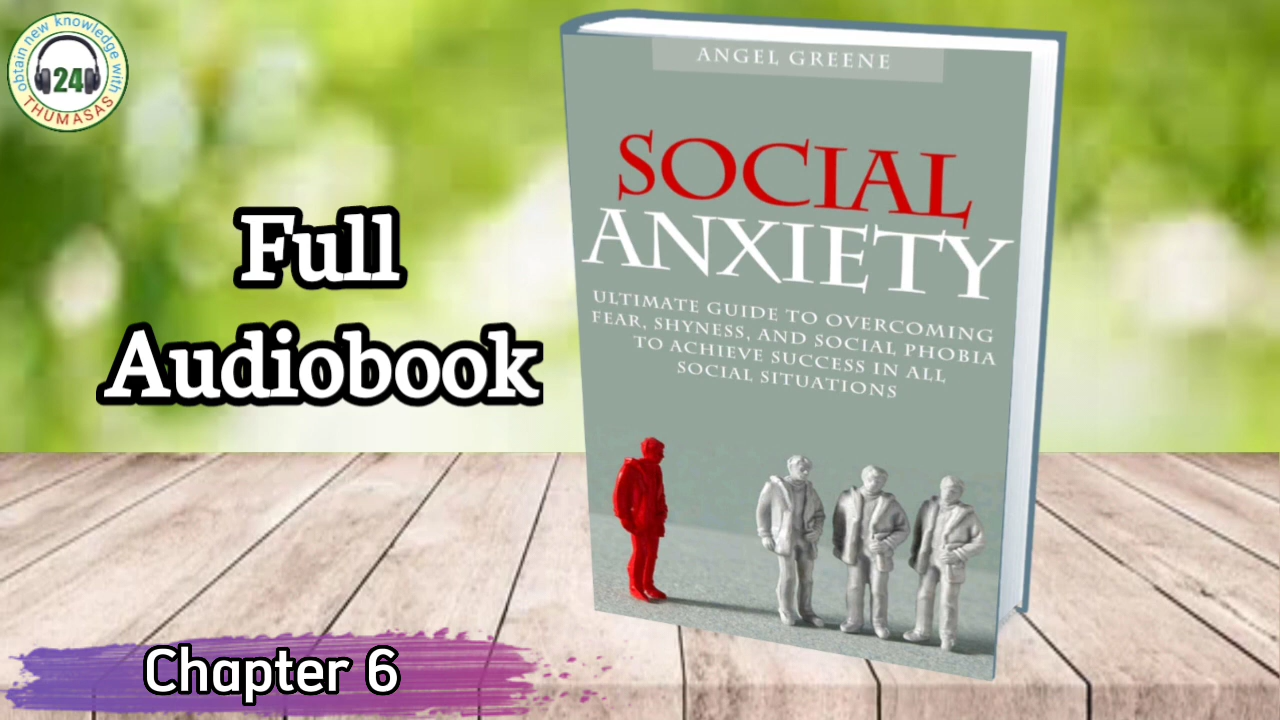 obtain new knowledge with
24
THUMASAS
Full
Audiobook
ANGEL GREENE
SOCIAL
ANXIETY
ULTIMATE GUIDE TO OVERCOMING
FEAR, SHYNESS, AND SOCIAL PHOBIA
TO ACHIEVE SUCCESS IN ALL
SOCIAL SITUATIONS
Chapter 6